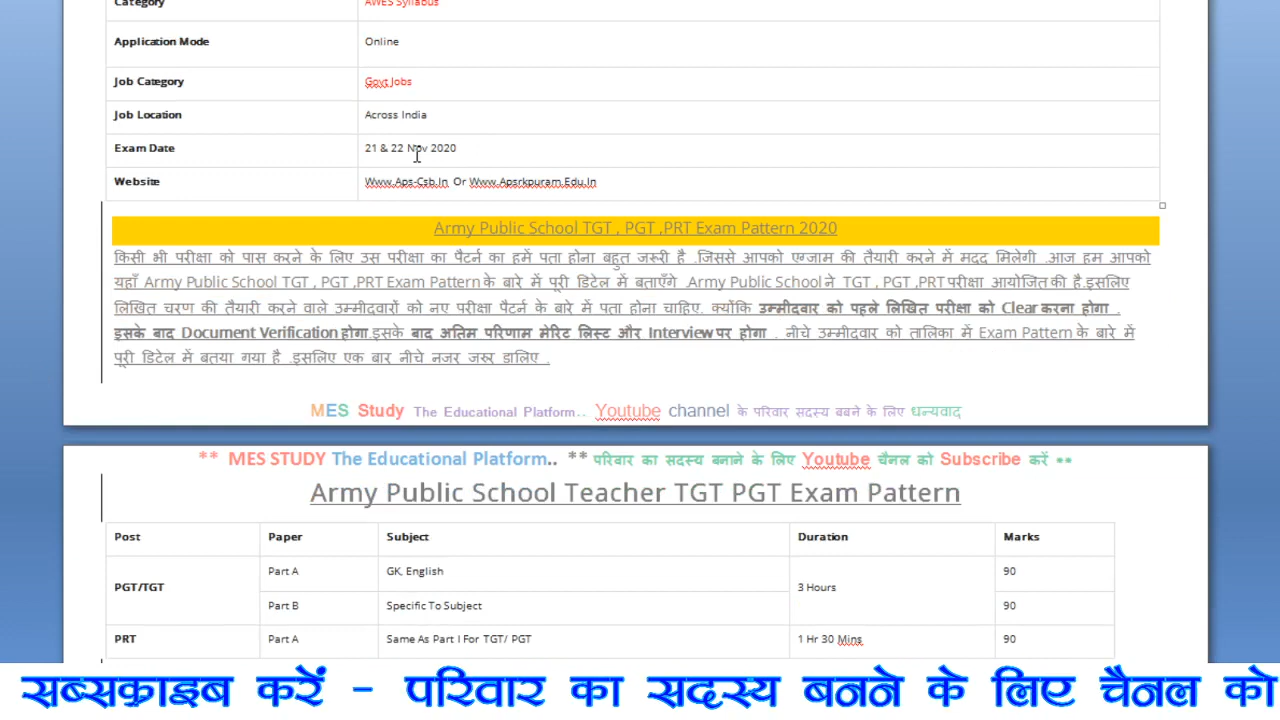 Category AWES Syllabus
Application Mode Online
Job Category Govt Jobs
Job Location Across India
Exam Date 21 & 22 Nov 2020
Website Www.Aps-Csb.In Or Www.Apsrkpuram.Edu.In
Army Public School TGT , PGT ,PRT Exam Pattern 2020
किसी भी परीक्षा को पास करने के लिए उस परीक्षा का पैटर्न का हमें पता होना बहुत जरूरी है .जिससे आपको एग्जाम की तैयारी करने में मदद मिलेगी .आज हम आपको
यहाँ Army Public School TGT , PGT ,PRT Exam Pattern के बारे में पूरी डिटेल में बताएँगे .Army Public School ने TGT , PGT ,PRT परीक्षा आयोजित की है.इसलिए
लिखित चरण की तैयारी करने वाले उम्मीदवारों को नए परीक्षा पैटर्न के बारे में पता होना चाहिए. क्योंकि उम्मीदवार को पहले लिखित परीक्षा को Clear करना होगा .
इसके बाद Document Verification होगा.इसके बाद अंतिम परिणाम मेरिट लिस्ट और Interview पर होगा . नीचे उम्मीदवार को तालिका में Exam Pattern के बारे में
पूरी डिटेल में बतया गया है .इसलिए एक बार नीचे नजर जरूर डालिए .
MES Study The Educational Platform.. Youtube channel के परिवार सदस्य बबने के लिए धन्यवाद
** MES STUDY The Educational Platform.. ** परिवार का सदस्य बनाने के लिए Youtube चैनल को Subscribe करें **
Army Public School Teacher TGT PGT Exam Pattern
Post Paper Subject Duration Marks
PGT/TGT Part A GK, English 3 Hours 90
Part B Specific To Subject 90
PRT Part A Same As Part I For TGT/ PGT 1 Hr 30 Mins 90
सब्सक्राइब करें - परिवार का सदस्य बनने के लिए चैनल को